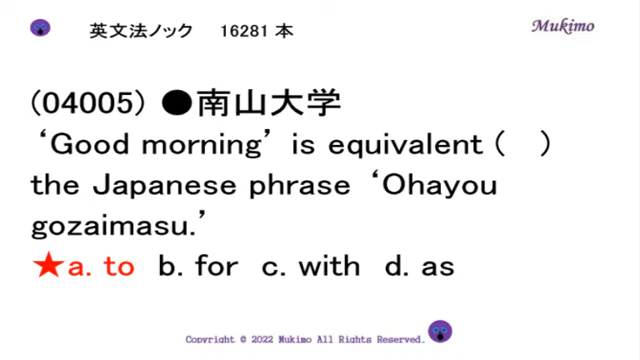 英文法ノック 16281 本
Mukimo
(04005) ●南山大学
‘Good morning’ is equivalent ( )
the Japanese phrase ‘Ohayou
gozaimasu.’
★a. to b. for c. with d. as
Copyright © 2022 Mukimo All Rights Reserved.